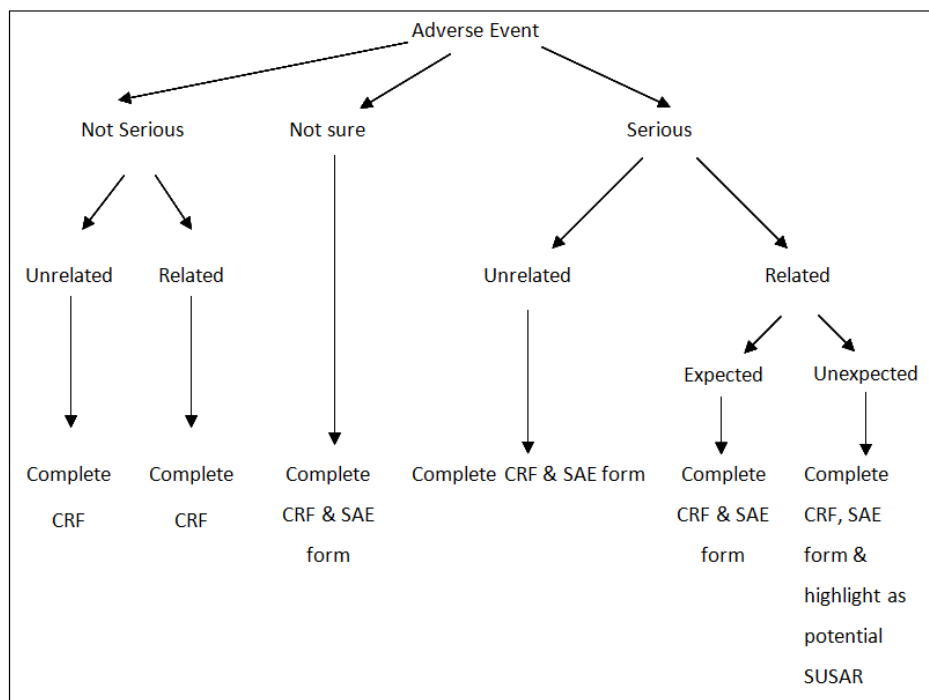 Adverse Event
Not Serious
Not sure
Serious
Unrelated
Related
Unrelated
Related
Expected
Unexpected
Complete
CRF
Complete
CRF
Complete
CRF & SAE
form
Complete CRF & SAE form
Complete
CRF & SAE
form
Complete
CRF, SAE
form &
highlight as
potential
SUSAR